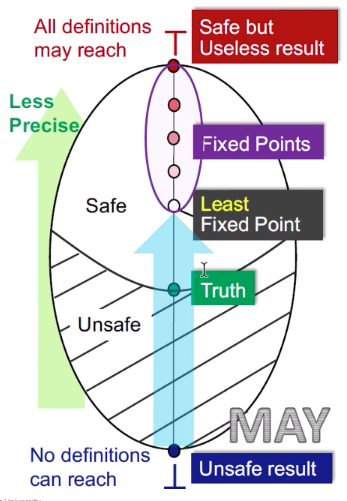 All definitions
may reach
⊤
Safe but
Useless result
Less
Precise
Fixed Points
Safe
Least
Fixed Point
Truth
Unsafe
MAY
No definitions
can reach
⊥
Unsafe result
University